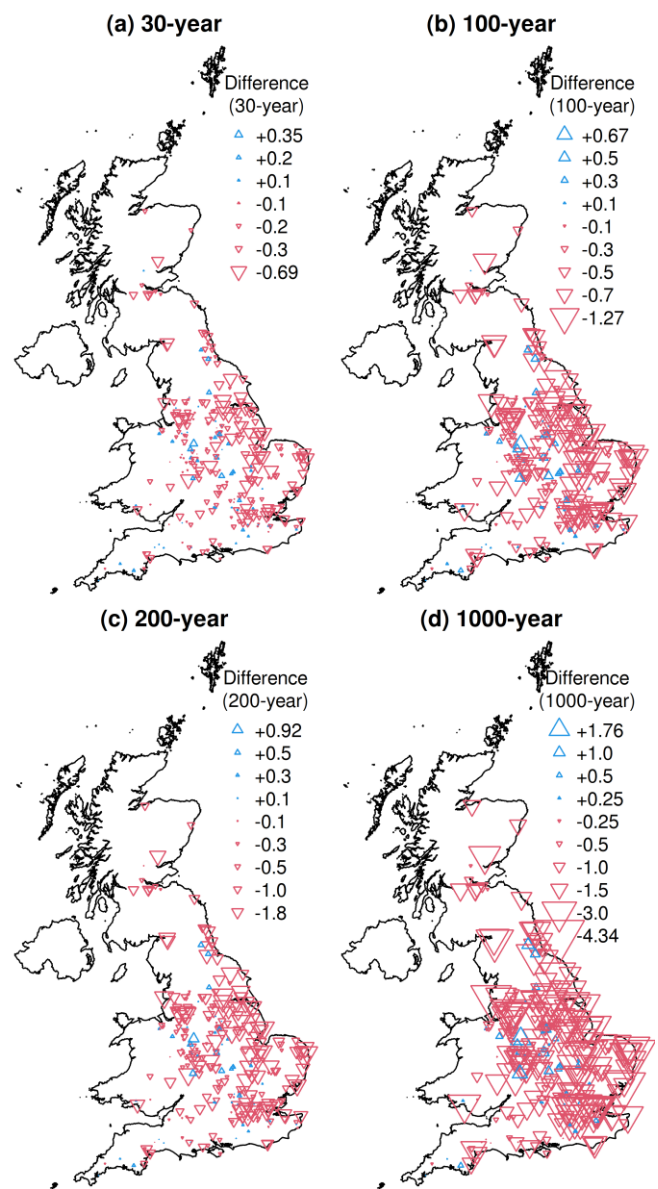 (a) 30-year
Difference
(30-year)
+0.35
+0.2
+0.1
-0.1
-0.2
-0.3
-0.69
(b) 100-year
Difference
(100-year)
+0.67
+0.5
+0.3
+0.1
-0.1
-0.3
-0.5
-0.7
-1.27
(c) 200-year
Difference
(200-year)
+0.92
+0.5
+0.3
+0.1
-0.1
-0.3
-0.5
-1.0
-1.8
(d) 1000-year
Difference
(1000-year)
+1.76
+1.0
+0.5
+0.25
-0.25
-0.5
-1.0
-1.5
-3.0
-4.34